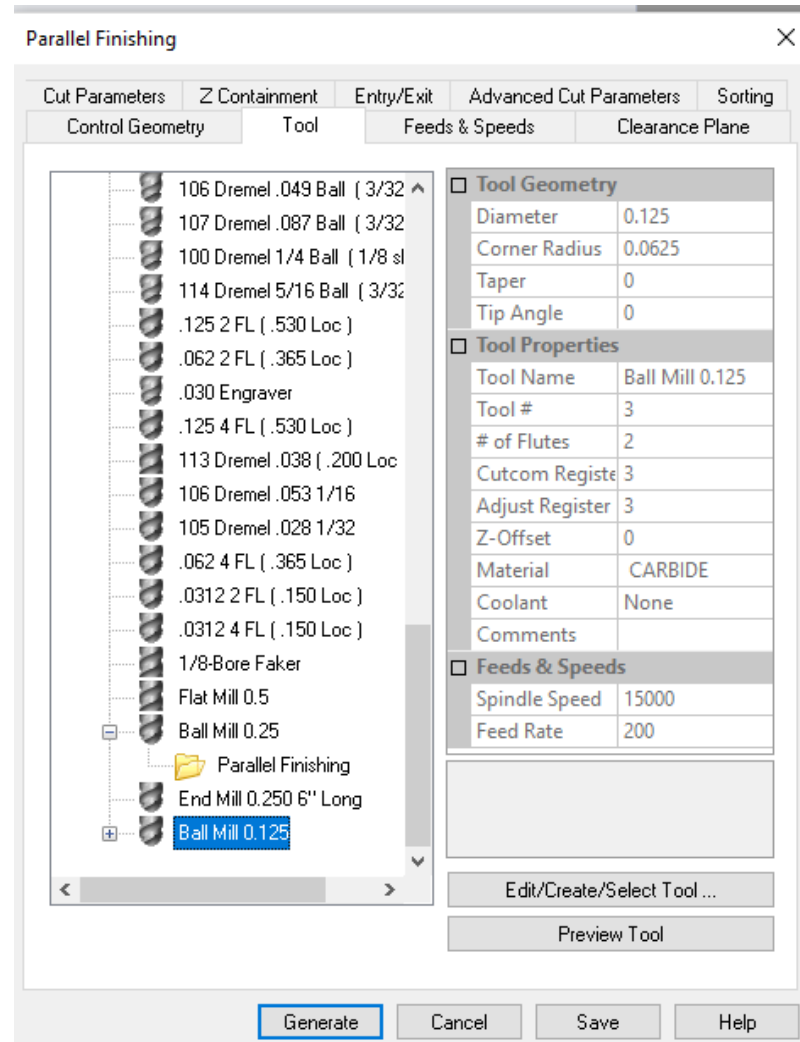 Parallel Finishing
Cut Parameters Z Containment Entry/Exit Advanced Cut Parameters Sorting
Control Geometry Tool Feeds & Speeds Clearance Plane
106 Dremel .049 Ball ( 3/32
107 Dremel .087 Ball ( 3/32
100 Dremel 1/4 Ball ( 1/8 sl
114 Dremel 5/16 Ball ( 3/32
.125 2 FL ( .530 Loc )
.062 2 FL ( .365 Loc )
.030 Engraver
.125 4 FL ( .530 Loc )
113 Dremel .038 ( .200 Loc
106 Dremel .053 1/16
105 Dremel .028 1/32
.062 4 FL ( .365 Loc )
.0312 2 FL ( .150 Loc )
.0312 4 FL ( .150 Loc )
1/8-Bore Faker
Flat Mill 0.5
Ball Mill 0.25
Parallel Finishing
End Mill 0.250 6" Long
Ball Mill 0.125
Tool Geometry
Diameter 0.125
Corner Radius 0.0625
Taper 0
Tip Angle 0
Tool Properties
Tool Name Ball Mill 0.125
Tool # 3
# of Flutes 2
Cutcom Registe 3
Adjust Register 3
Z-Offset 0
Material CARBIDE
Coolant None
Comments
Feeds & Speeds
Spindle Speed 15000
Feed Rate 200
Edit/Create/Select Tool ...
Preview Tool
Generate Cancel Save Help